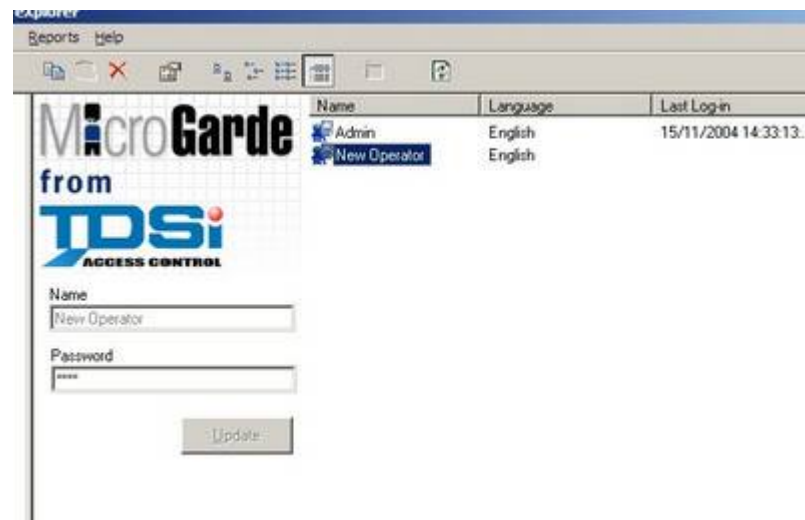 Explorer
Reports Help
MicroGarde
from
TDSi
ACCESS CONTROL
Name
New Operator
Password
****
Update
Name Language Last Log-in
Admin English 15/11/2004 14:33:13..
New Operator English